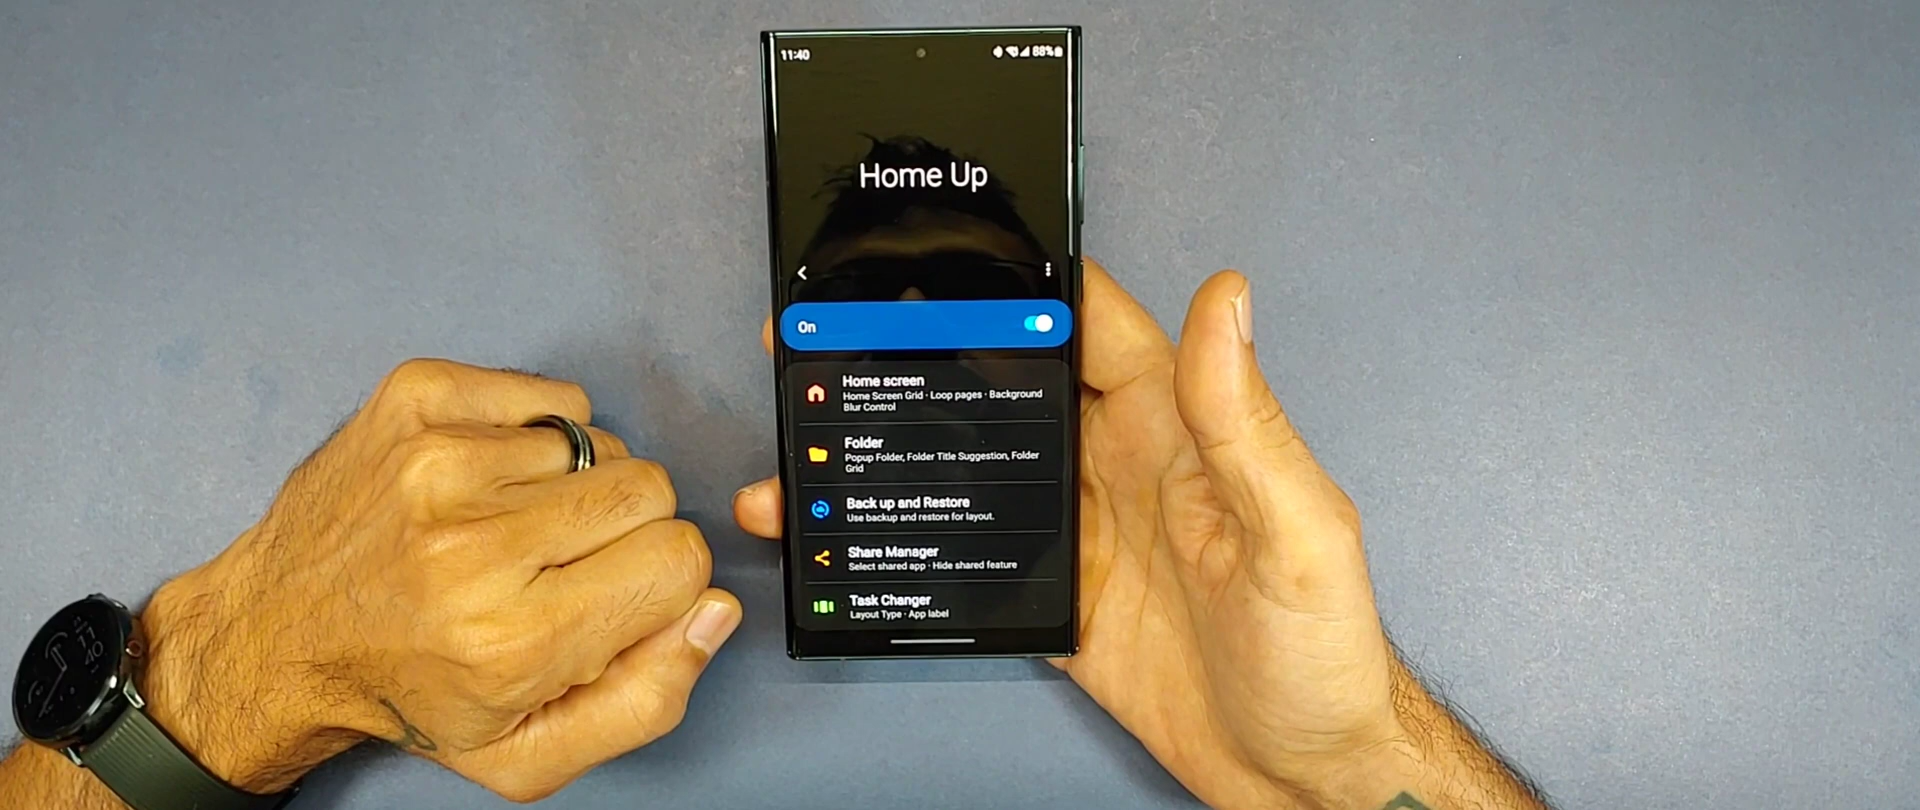 11:40
88%
Home Up
On
Home screen
Home Screen Grid · Loop pages · Background
Blur Control
Folder
Popup Folder, Folder Title Suggestion, Folder
Grid
Back up and Restore
Use backup and restore for layout.
Share Manager
Select shared app · Hide shared feature
Task Changer
Layout Type · App label
11
40